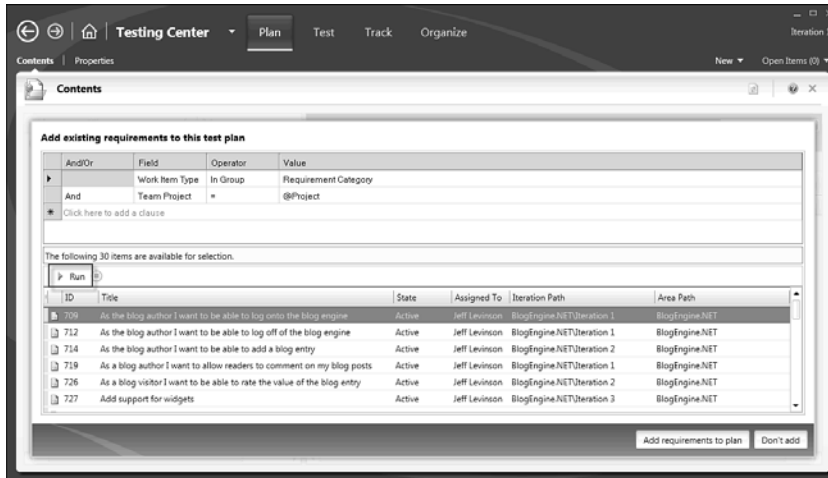 Testing Center Plan Test Track Organize Iteration
Contents Properties New Open Items (0)
Contents
Add existing requirements to this test plan
And/Or Field Operator Value
Work Item Type In Group Requirement Category
And Team Project = @Project
Click here to add a clause
The following 30 items are available for selection.
Run
ID Title State Assigned To Iteration Path Area Path
709 As the blog author I want to be able to log onto the blog engine Active Jeff Levinson BlogEngine.NET\Iteration 1 BlogEngine.NET
712 As the blog author I want to be able to log off of the blog engine Active Jeff Levinson BlogEngine.NET\Iteration 1 BlogEngine.NET
714 As the blog author I want to be able to add a blog entry Active Jeff Levinson BlogEngine.NET\Iteration 2 BlogEngine.NET
719 As a blog author I want to allow readers to comment on my blog posts Active Jeff Levinson BlogEngine.NET\Iteration 1 BlogEngine.NET
726 As a blog visitor I want to be able to rate the value of the blog entry Active Jeff Levinson BlogEngine.NET\Iteration 2 BlogEngine.NET
727 Add support for widgets Active Jeff Levinson BlogEngine.NET\Iteration 3 BlogEngine.NET
Add requirements to plan Don't add